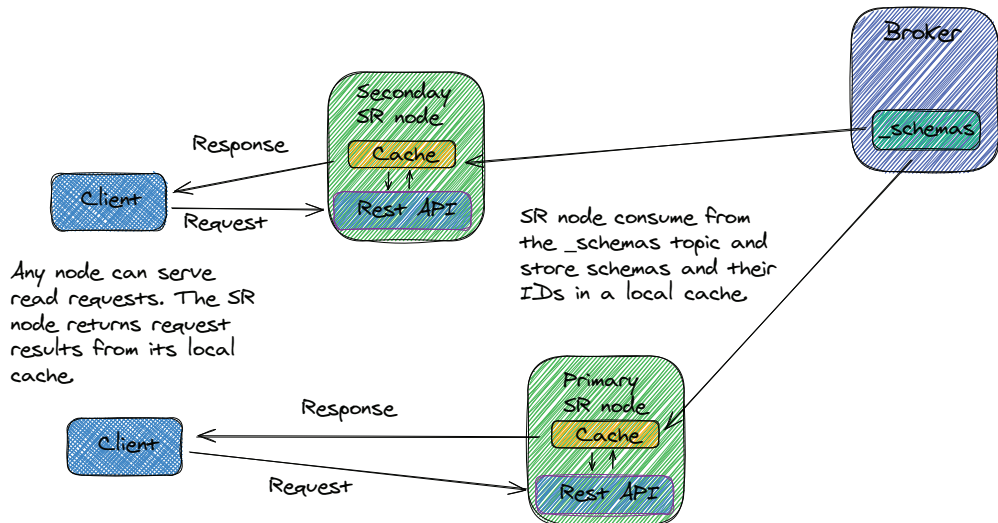 Broker
_schemas
Seconday
SR node
Cache
Rest API
Response
Client
Request
SR node consume from
the _schemas topic and
store schemas and their
IDs in a local cache
Any node can serve
read requests. The SR
node returns request
results from its local
cache.
Primary
SR node
Cache
Rest API
Response
Client
Request